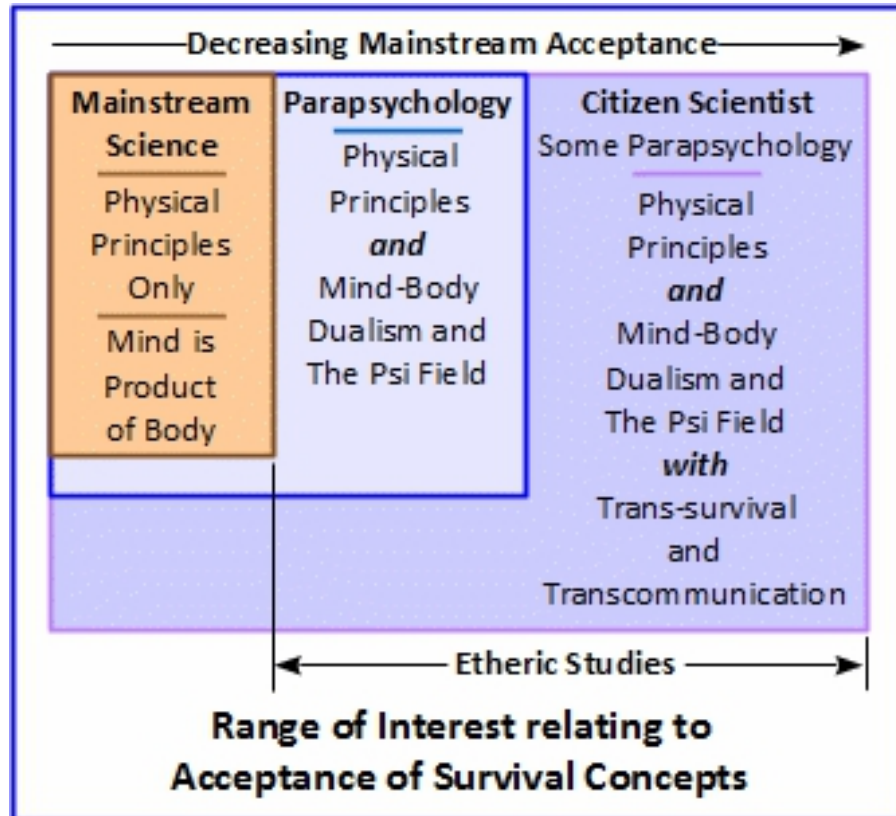 Decreasing Mainstream Acceptance
Mainstream
Science
Physical
Principles
Only
Mind is
Product
of Body
Parapsychology
Physical
Principles
and
Mind-Body
Dualism and
The Psi Field
Citizen Scientist
Some Parapsychology
Physical
Principles
and
Mind-Body
Dualism and
The Psi Field
with
Trans-survival
and
Transcommunication
Etheric Studies
Range of Interest relating to
Acceptance of Survival Concepts